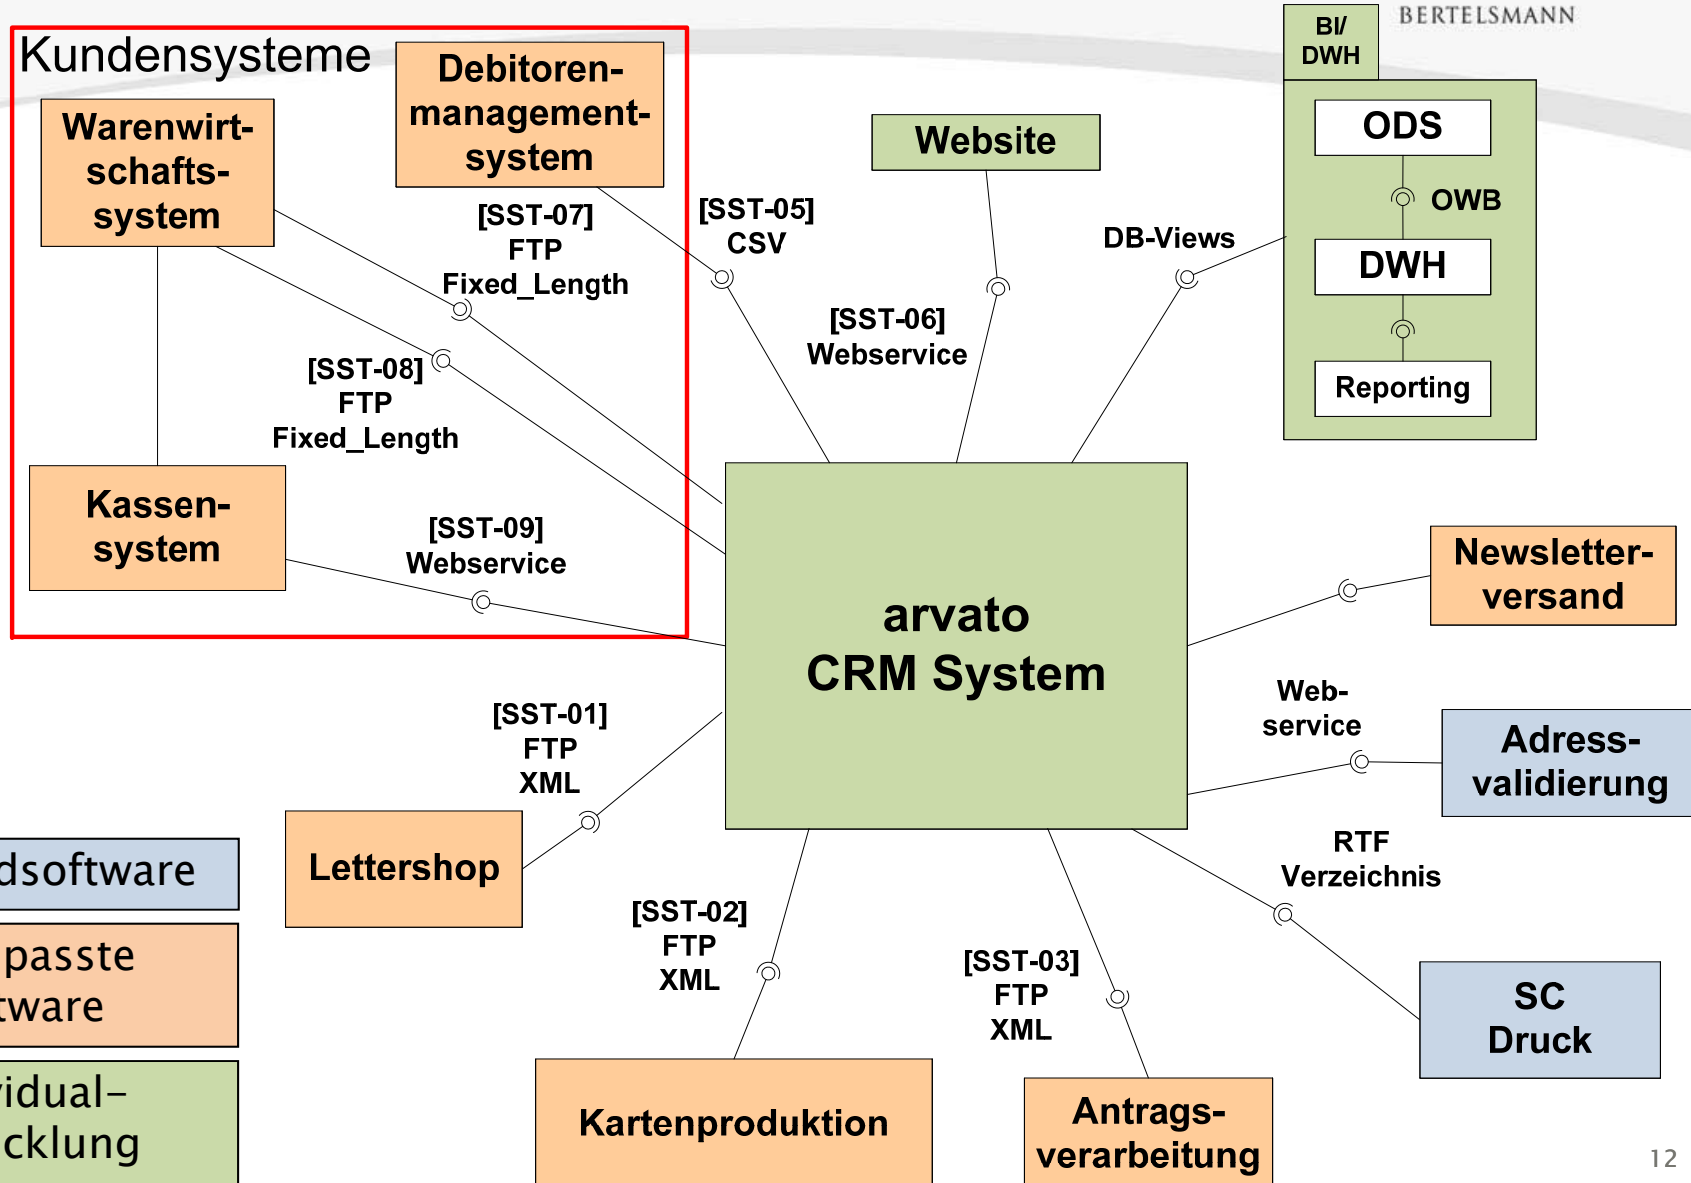 BERTELSMANN
Kundensysteme
Debitoren-
management-
system
Warenwirt-
schafts-
system
Website
BI/
DWH
ODS
OWB
DWH
Reporting
[SST-07]
FTP
Fixed_Length
[SST-05]
CSV
DB-Views
[SST-06]
Webservice
[SST-08]
FTP
Fixed_Length
Kassen-
system
[SST-09]
Webservice
arvato
CRM System
Newsletter-
versand
Web-
service
Adress-
validierung
[SST-01]
FTP
XML
Lettershop
RTF
Verzeichnis
[SST-02]
FTP
XML
[SST-03]
FTP
XML
SC
Druck
Kartenproduktion
Antrags-
verarbeitung
dsoftware
passte
tware
vidual-
cklung
12